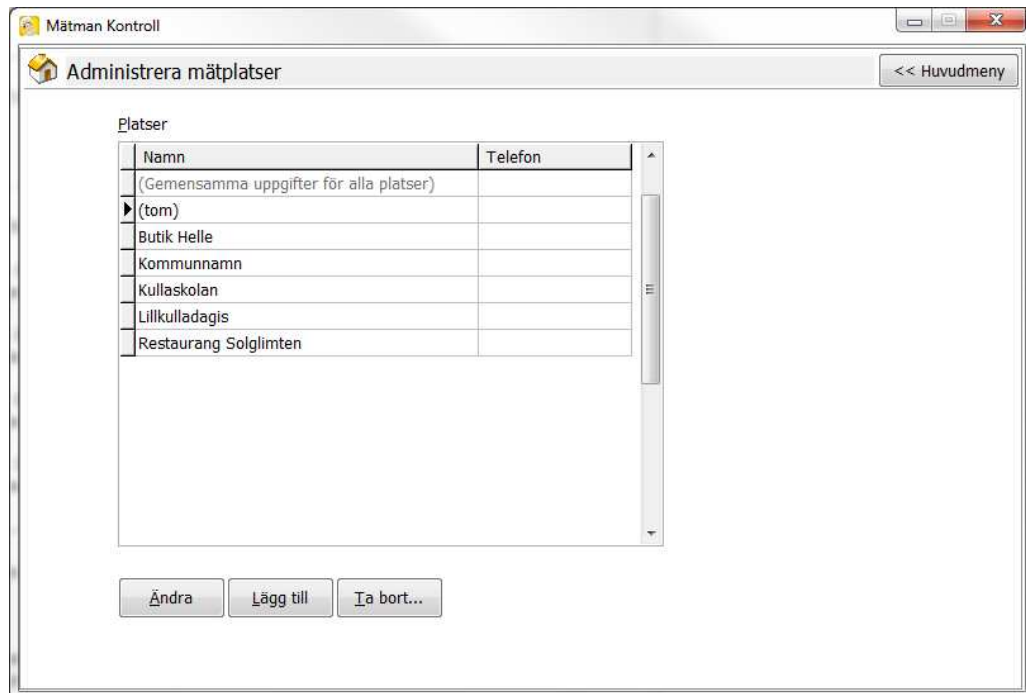 Mätman Kontroll
Administrera mätplatser
<< Huvudmeny
Platser
Namn Telefon
(Gemensamma uppgifter för alla platser)
(tom)
Butik Helle
Kommunnamn
Kullaskolan
Lillkulladagis
Restaurang Solglimten
Ändra Lägg till Ta bort...